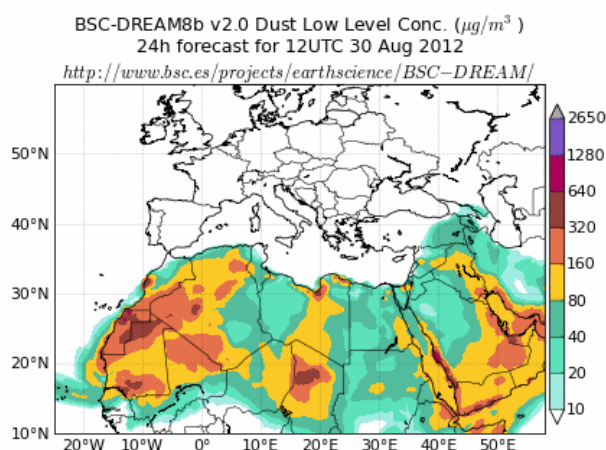 BSC-DREAM8b v2.0 Dust Low Level Conc. (μg/m³ )
24h forecast for 12UTC 30 Aug 2012
http://www.bsc.es/projects/earthscience/BSC−DREAM/
2650
1280
50°N
640
40°N
320
160
30°N
80
40
20°N
20
10
10°N
20°W 10°W 0° 10°E 20°E 30°E 40°E 50°E